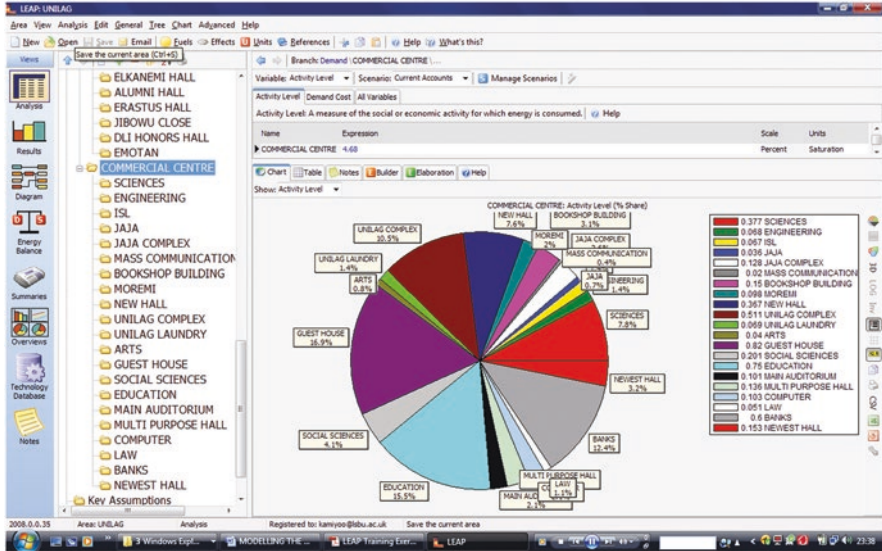 LEAP: UNILAG
Area View Analysis Edit General Tree Chart Advanced Help
New Open Save Email Fuels Effects Units References Help What's this?
Save the current area (Ctrl+S)
Views
Analysis
Results
Diagram
Energy
Balance
Summaries
Overviews
Technology
Database
Notes
ELKANEMI HALL
ALUMNI HALL
ERASTUS HALL
JIBOWU CLOSE
DLI HONORS HALL
EMOTAN
COMMERCIAL CENTRE
SCIENCES
ENGINEERING
ISL
JAJA
JAJA COMPLEX
MASS COMMUNICATION
BOOKSHOP BUILDING
MOREMI
NEW HALL
UNILAG COMPLEX
UNILAG LAUNDRY
ARTS
GUEST HOUSE
SOCIAL SCIENCES
EDUCATION
MAIN AUDITORIUM
MULTI PURPOSE HALL
COMPUTER
LAW
BANKS
NEWEST HALL
Key Assumptions
Branch: Demand \COMMERCIAL CENTRE \...
Variable: Activity Level Scenario: Current Accounts Manage Scenarios
Activity Level Demand Cost All Variables
Activity Level: A measure of the social or economic activity for which energy is consumed. Help
Name Expression Scale Units
COMMERCIAL CENTRE 4.68 Percent Saturation
Chart Table Notes Builder Elaboration Help
Show: Activity Level
COMMERCIAL CENTRE: Activity Level (% Share)
NEW HALL
7.6%
BOOKSHOP BUILDING
3.1%
UNILAG COMPLEX
10.5%
MOREMI
2%
JAJA COMPLEX
MASS COMMUNICATION
0.4%
UNILAG LAUNDRY
1.4%
JAJA
0.7%
1.4%
ARTS
0.8%
SCIENCES
7.8%
GUEST HOUSE
16.9%
NEWEST HALL
3.2%
SOCIAL SCIENCES
4.1%
BANKS
12.4%
EDUCATION
15.5%
MULTI PURPOSE HALL
LAW
1.1%
MAIN
2.1%
0.377 SCIENCES
0.068 ENGINEERING
0.067 ISL
0.036 JAJA
0.128 JAJA COMPLEX
0.02 MASS COMMUNICATION
0.15 BOOKSHOP BUILDING
0.098 MOREMI
0.367 NEW HALL
0.511 UNILAG COMPLEX
0.069 UNILAG LAUNDRY
0.04 ARTS
0.82 GUEST HOUSE
0.201 SOCIAL SCIENCES
0.75 EDUCATION
0.101 MAIN AUDITORIUM
0.136 MULTI PURPOSE HALL
0.103 COMPUTER
0.051 LAW
0.6 BANKS
0.153 NEWEST HALL
3D
LOG
2008.0.0.35 Area: UNILAG Analysis Registered to: kamiyoo@lsbu.ac.uk Save the current area
3 Windows Expl... MODELLING THE ... LEAP Training Exer... LEAP 23:38